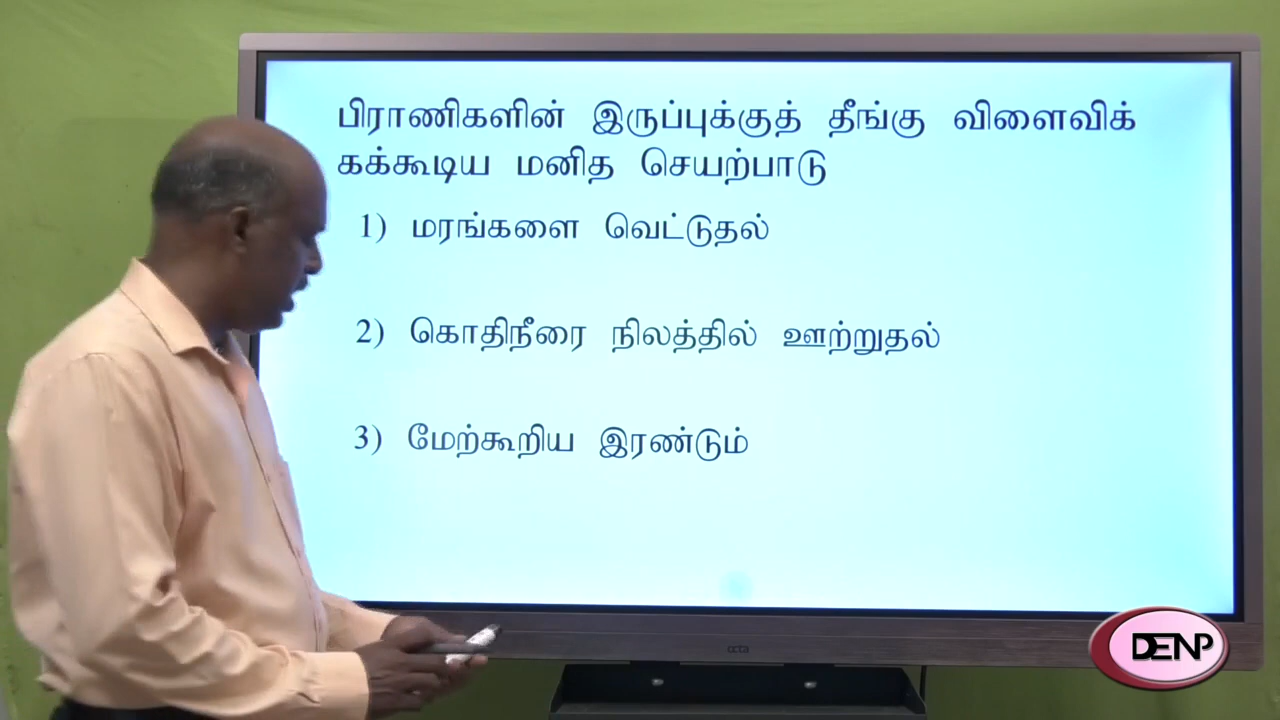 பிராணிகளின் இருப்புக்குத் தீங்கு விளைவிக்
கக்கூடிய மனித செயற்பாடு
1) மரங்களை வெட்டுதல்
2) கொதிநீரை நிலத்தில் ஊற்றுதல்
3) மேற்கூறிய இரண்டும்
DENP